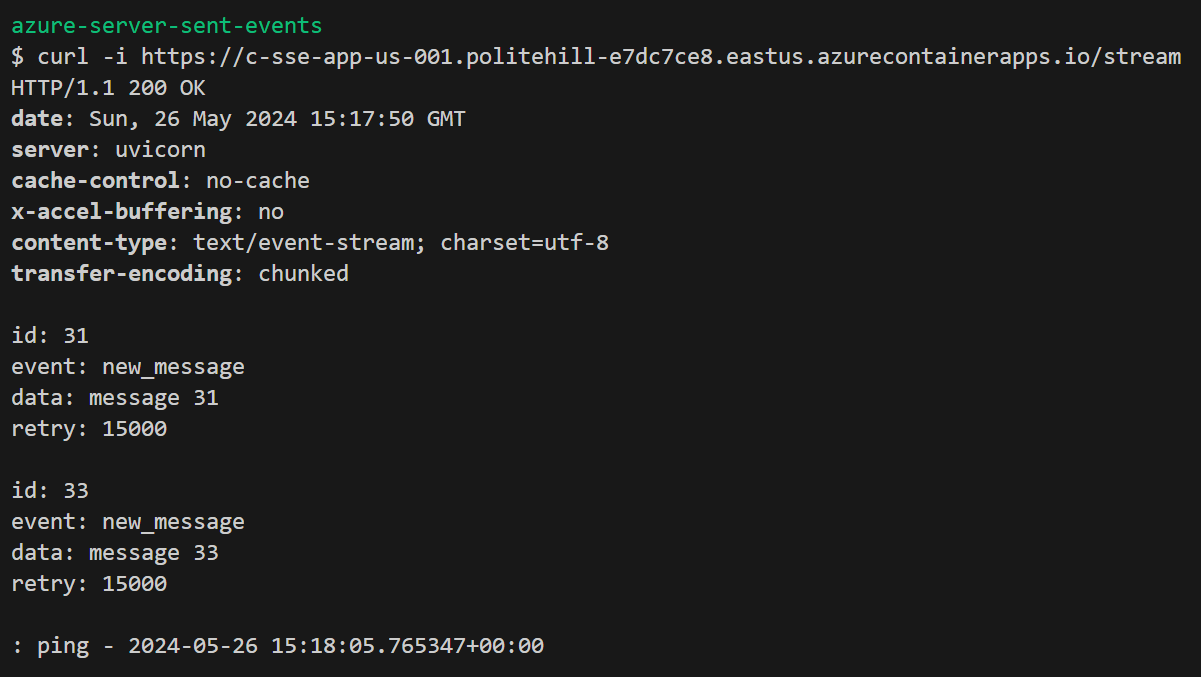 azure-server-sent-events
$ curl -i https://c-sse-app-us-001.politehill-e7dc7ce8.eastus.azurecontainerapps.io/stream
HTTP/1.1 200 OK
date: Sun, 26 May 2024 15:17:50 GMT
server: uvicorn
cache-control: no-cache
x-accel-buffering: no
content-type: text/event-stream; charset=utf-8
transfer-encoding: chunked
id: 31
event: new_message
data: message 31
retry: 15000
id: 33
event: new_message
data: message 33
retry: 15000
: ping - 2024-05-26 15:18:05.765347+00:00